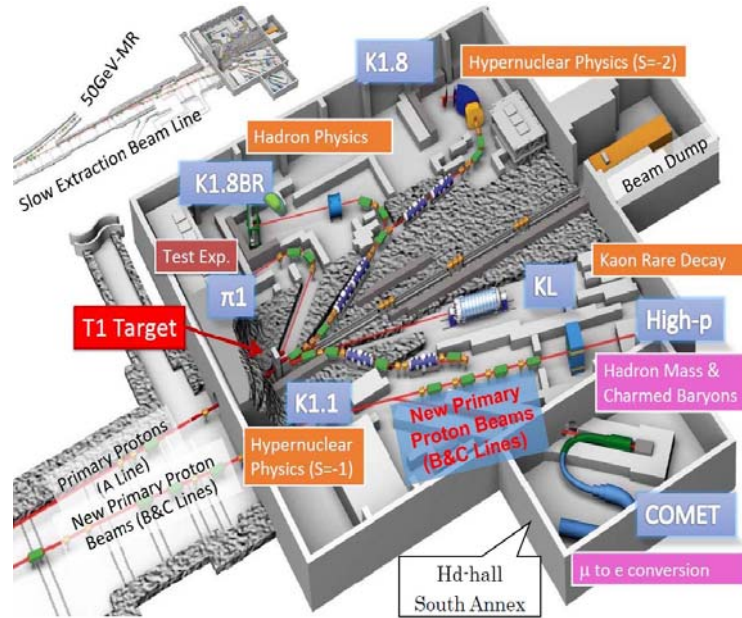 50GeV-MR
Slow Extraction Beam Line
K1.8
Hypernuclear Physics (S=-2)
Hadron Physics
K1.8BR
Beam Dump
Test Exp.
π1
Kaon Rare Decay
KL
T1 Target
High-p
Hadron Mass &
Charmed Baryons
K1.1
New Primary
Proton Beams
(B&C Lines)
Hypernuclear
Physics (S=-1)
Primary Protons
(A Line)
New Primary Proton
Beams (B&C Lines)
COMET
μ to e conversion
Hd-hall
South Annex